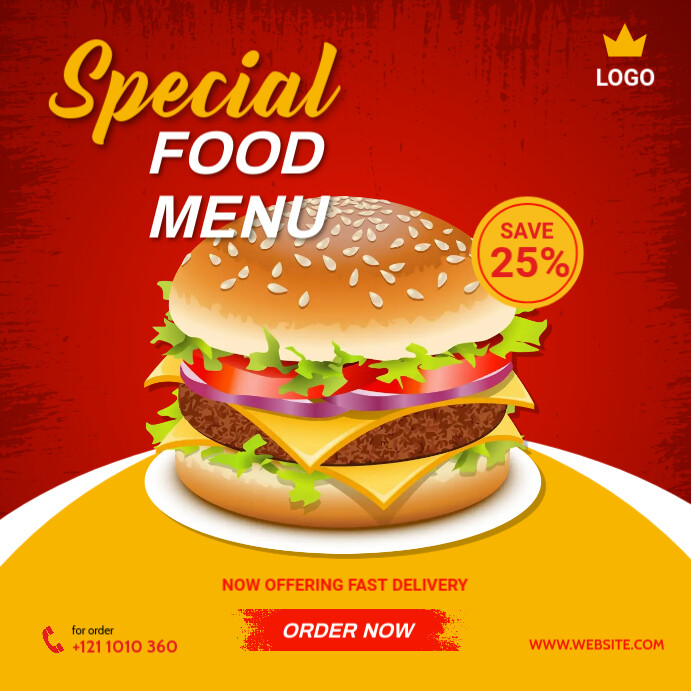 Special
FOOD
MENU
LOGO
SAVE
25%
NOW OFFERING FAST DELIVERY
ORDER NOW
for order
+121 1010 360
WWW.WEBSITE.COM